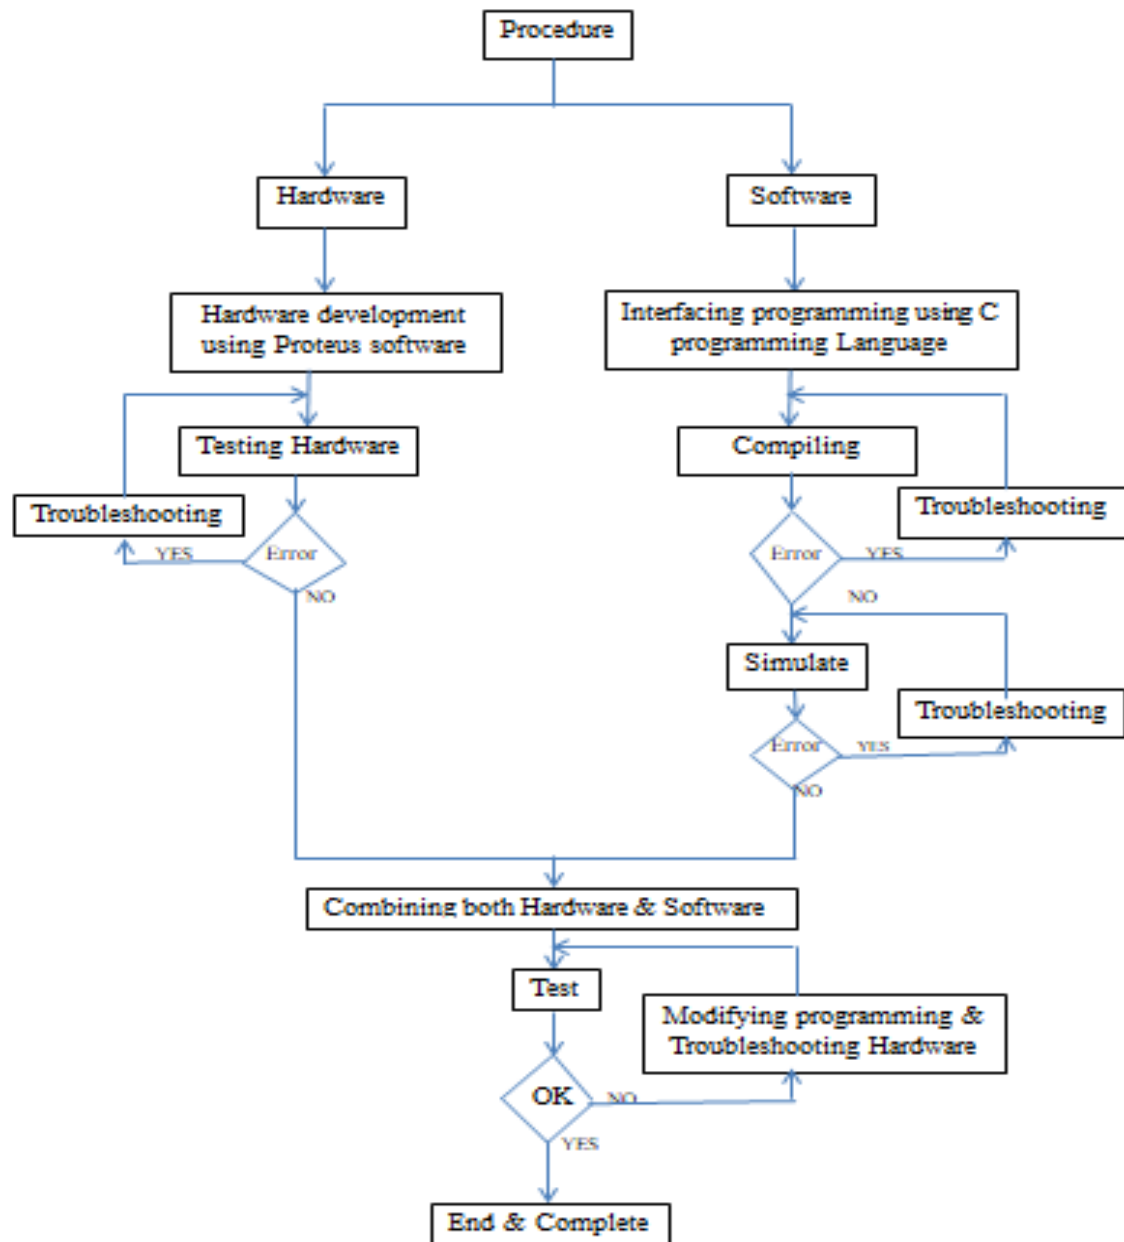 Procedure
Hardware
Software
Hardware development
using Proteus software
Interfacing programming using C
programming Language
Testing Hardware
Compiling
Troubleshooting
Troubleshooting
Error
YES
NO
Error
YES
NO
Simulate
Troubleshooting
Error
YES
NO
Combining both Hardware & Software
Test
Modifying programming &
Troubleshooting Hardware
OK
NO
YES
End & Complete